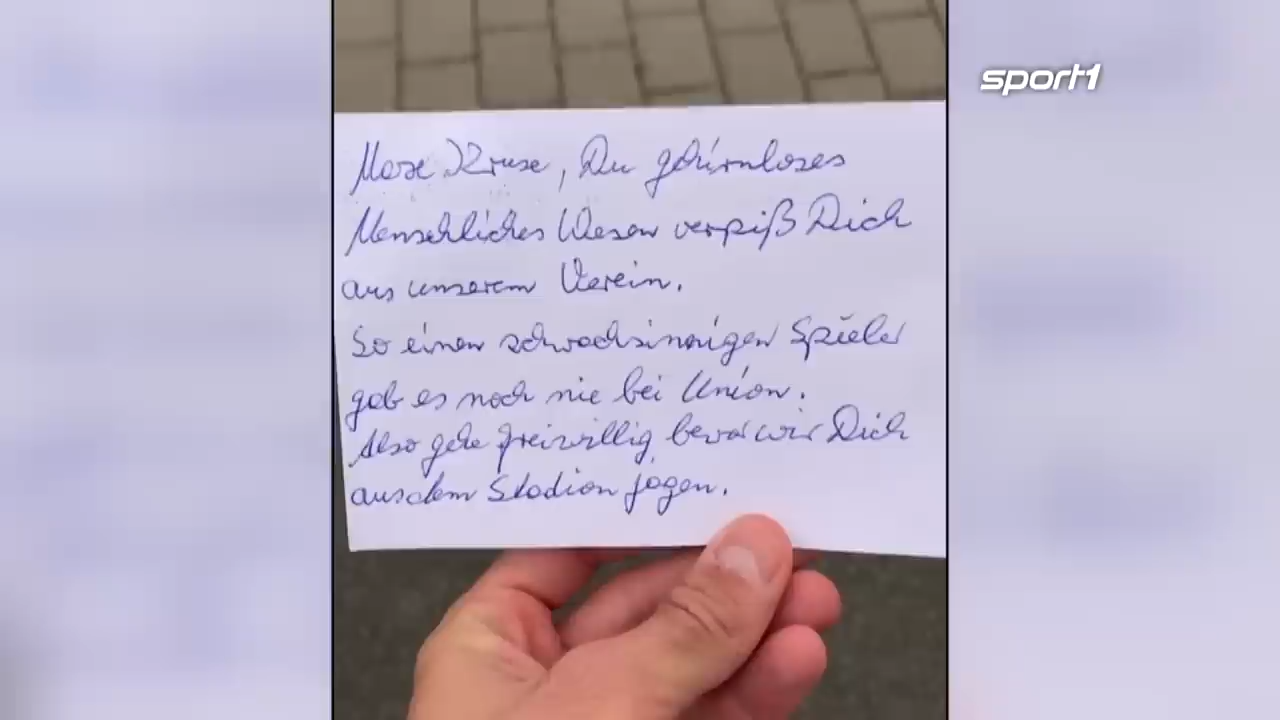 sport1
Max Kruse, Du gehirnloses
Menschliches Wesen verpiß Dich
aus unserem Verein.
So einen schwachsinnigen Spieler
gab es noch nie bei Union.
Also gehe freiwillig, bevor wir Dich
aus dem Stadion jagen.